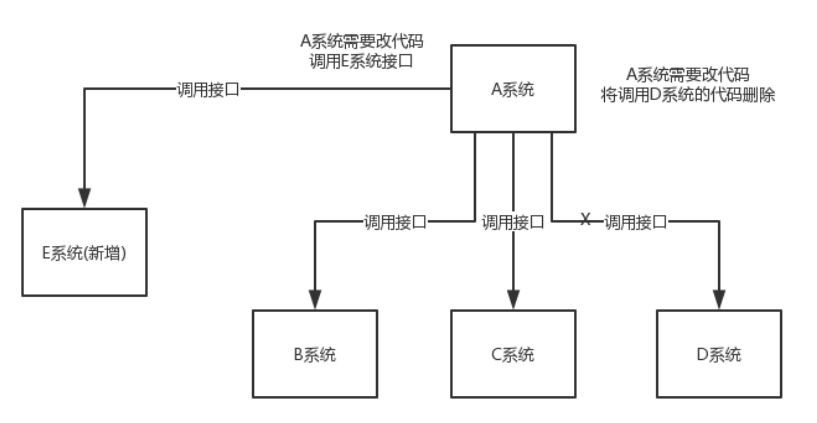 A系统需要改代码
调用E系统接口
A系统
A系统需要改代码
将调用D系统的代码删除
调用接口
调用接口
调用接口
X
调用接口
E系统(新增)
B系统
C系统
D系统